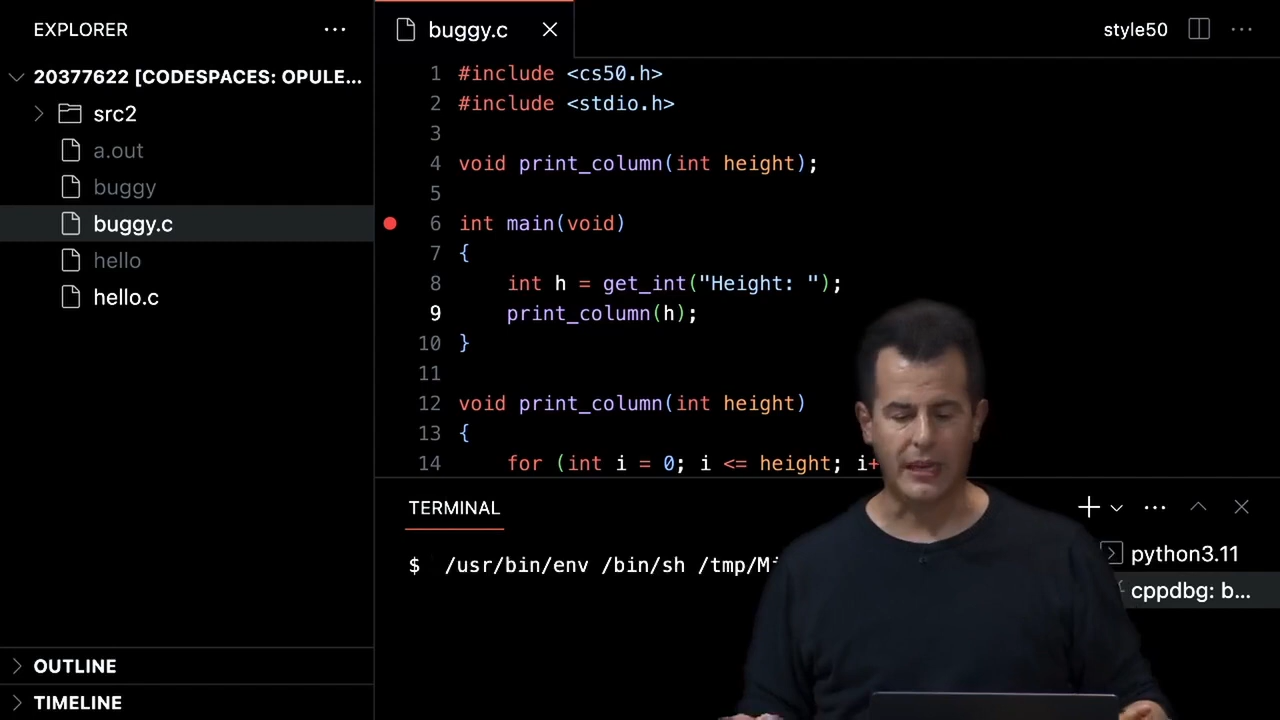 EXPLORER
20377622 [CODESPACES: OPULE...
src2
a.out
buggy
buggy.c
hello
hello.c
OUTLINE
TIMELINE
buggy.c
style50
1 #include <cs50.h>
2 #include <stdio.h>
3
4 void print_column(int height);
5
6 int main(void)
7 {
8 int h = get_int("Height: ");
9 print_column(h);
10 }
11
12 void print_column(int height)
13 {
14 for (int i = 0; i <= height; i+
TERMINAL
$ /usr/bin/env /bin/sh /tmp/Mi
python3.11
cppdbg: b...